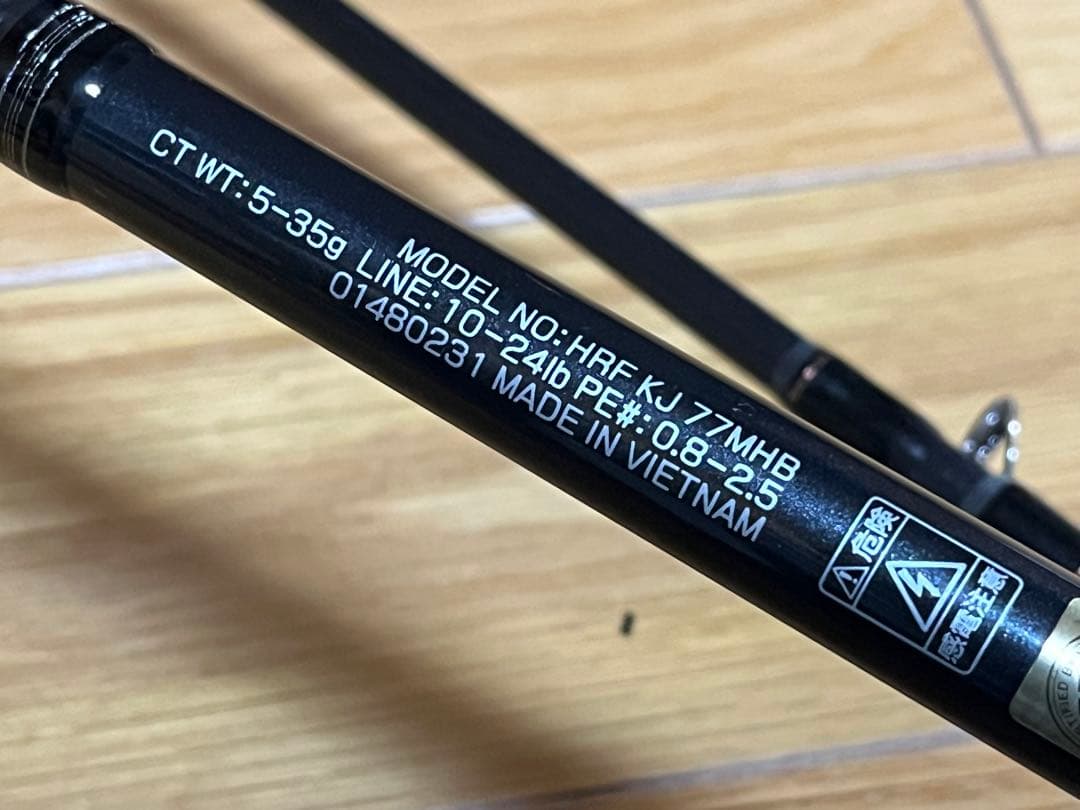 MODEL NO: HRF KJ 77MHB
CT WT: 5-35g LINE: 10-24lb PE#: 0.8-2.5
01480231 MADE IN VIETNAM
危険
感電注意